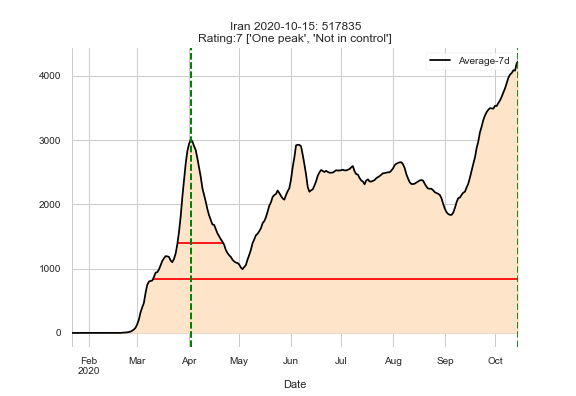 Iran 2020-10-15: 517835
Rating:7 ['One peak', 'Not in control']
Average-7d
4000
3000
2000
1000
0
Feb Mar Apr May Jun Jul Aug Sep Oct
2020
Date